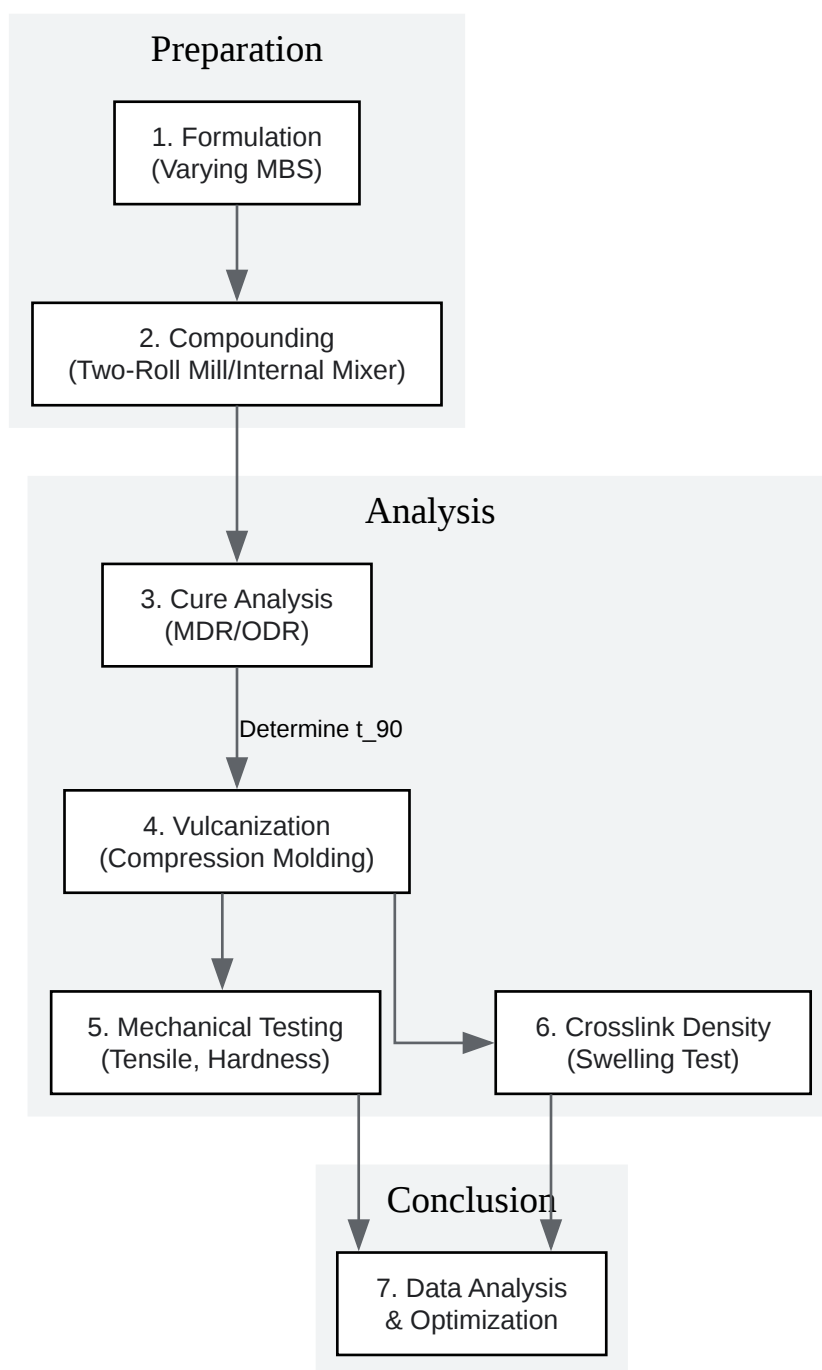 Preparation
1. Formulation
(Varying MBS)
2. Compounding
(Two-Roll Mill/Internal Mixer)
Analysis
3. Cure Analysis
(MDR/ODR)
Determine t_90
4. Vulcanization
(Compression Molding)
5. Mechanical Testing
(Tensile, Hardness)
6. Crosslink Density
(Swelling Test)
Conclusion
7. Data Analysis
& Optimization